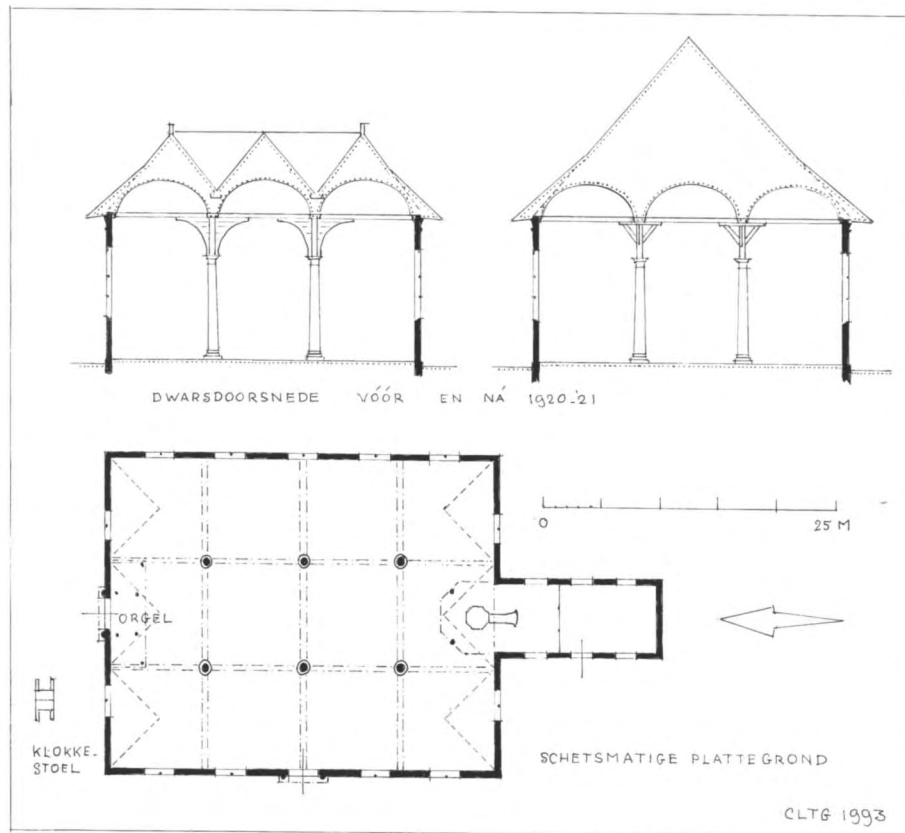 DWARSDOORSNEDE VÓÓR EN NÁ 1920-'21
0 25 M
ORGEL
KLOKKE-
STOEL
SCHETSMATIGE PLATTEGROND
CLTG 1993